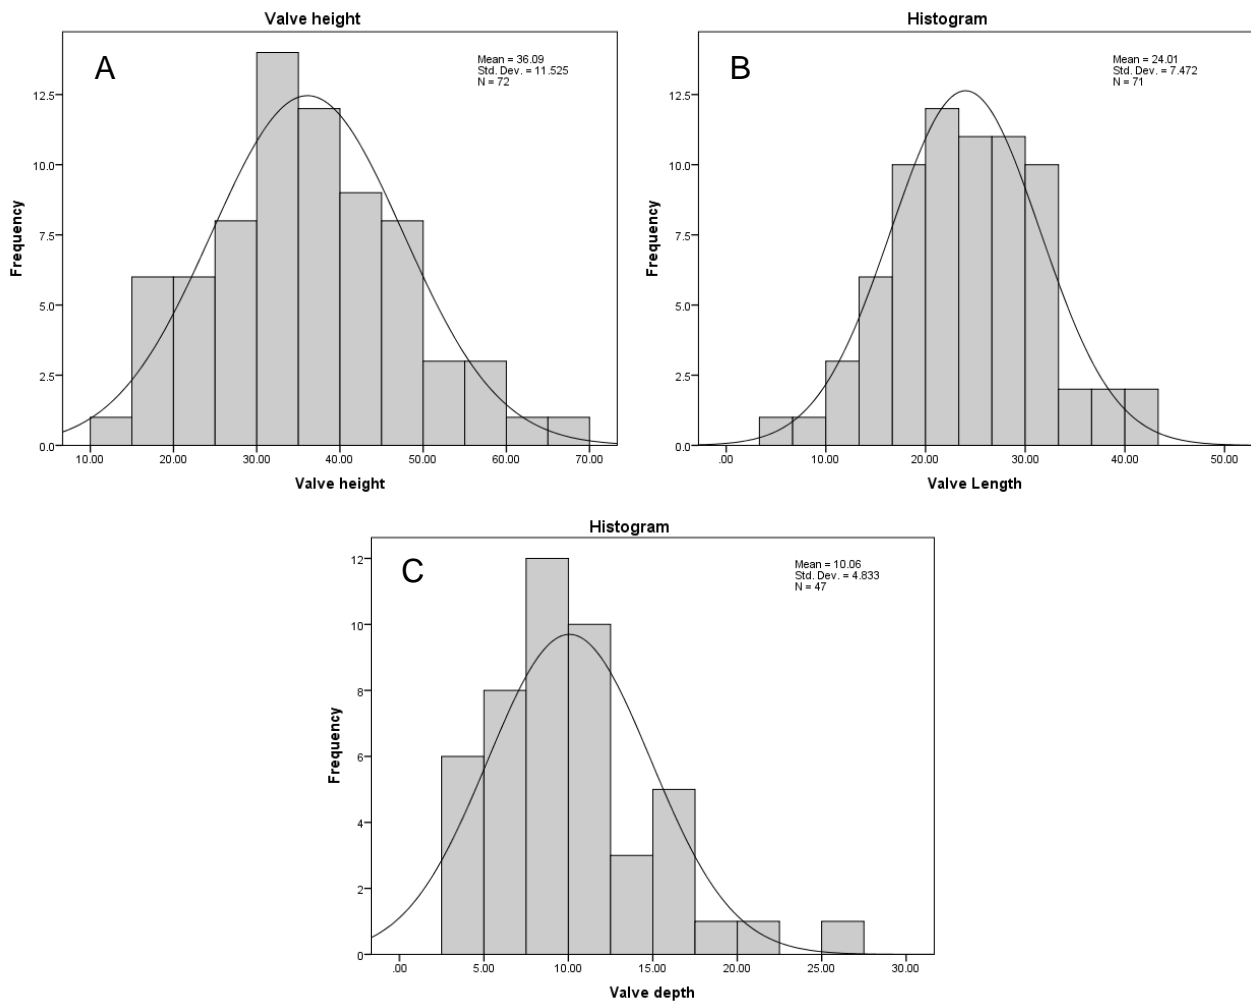 Valve height
A
Mean = 36.09
Std. Dev. = 11.525
N = 72
12.5
10.0
7.5
5.0
2.5
0.0
Frequency
10.00 20.00 30.00 40.00 50.00 60.00 70.00
Valve height
Histogram
B
Mean = 24.01
Std. Dev. = 7.472
N = 71
12.5
10.0
7.5
5.0
2.5
0.0
Frequency
.00 10.00 20.00 30.00 40.00 50.00
Valve Length
Histogram
C
Mean = 10.06
Std. Dev. = 4.833
N = 47
12
10
8
6
4
2
0
Frequency
.00 5.00 10.00 15.00 20.00 25.00 30.00
Valve depth